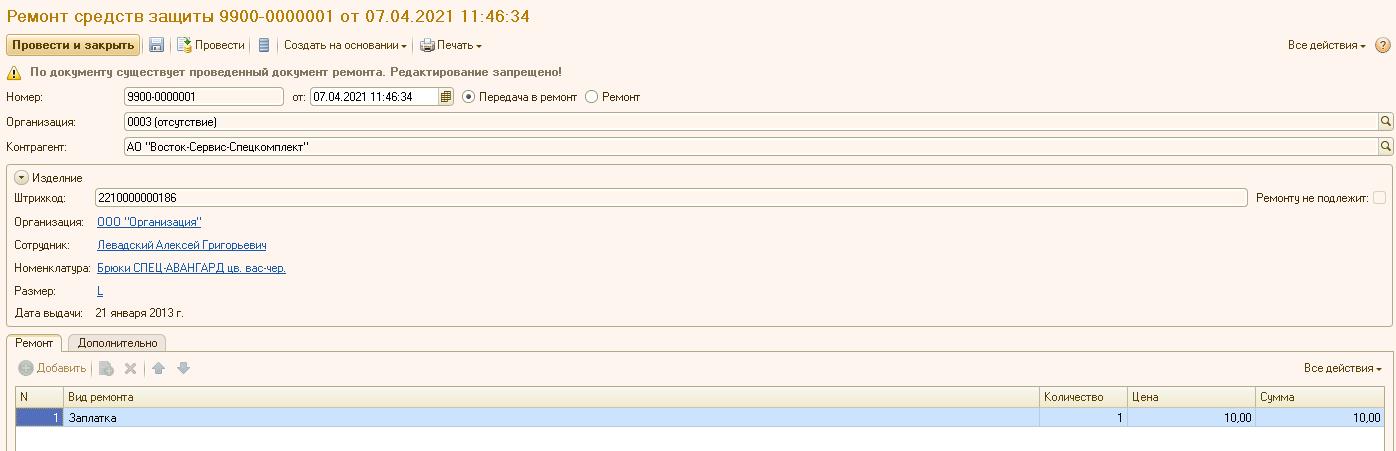 Ремонт средств защиты 9900-0000001 от 07.04.2021 11:46:34
Провести и закрыть Провести Создать на основании Печать Все действия ?
По документу существует проведенный документ ремонта. Редактирование запрещено!
Номер: 9900-0000001 от: 07.04.2021 11:46:34 Передача в ремонт Ремонт
Организация: 0003 (отсутствие)
Контрагент: АО "Восток-Сервис-Спецкомплект"
Изделние
Штрихкод: 2210000000186 Ремонту не подлежит:
Организация: ООО "Организация"
Сотрудник: Левадский Алексей Григорьевич
Номенклатура: Брюки СПЕЦ-АВАНГАРД цв. вас-чер.
Размер: L
Дата выдачи: 21 января 2013 г.
Ремонт Дополнительно
Добавить Все действия
N Вид ремонта Количество Цена Сумма
1 Заплатка 1 10,00 10,00